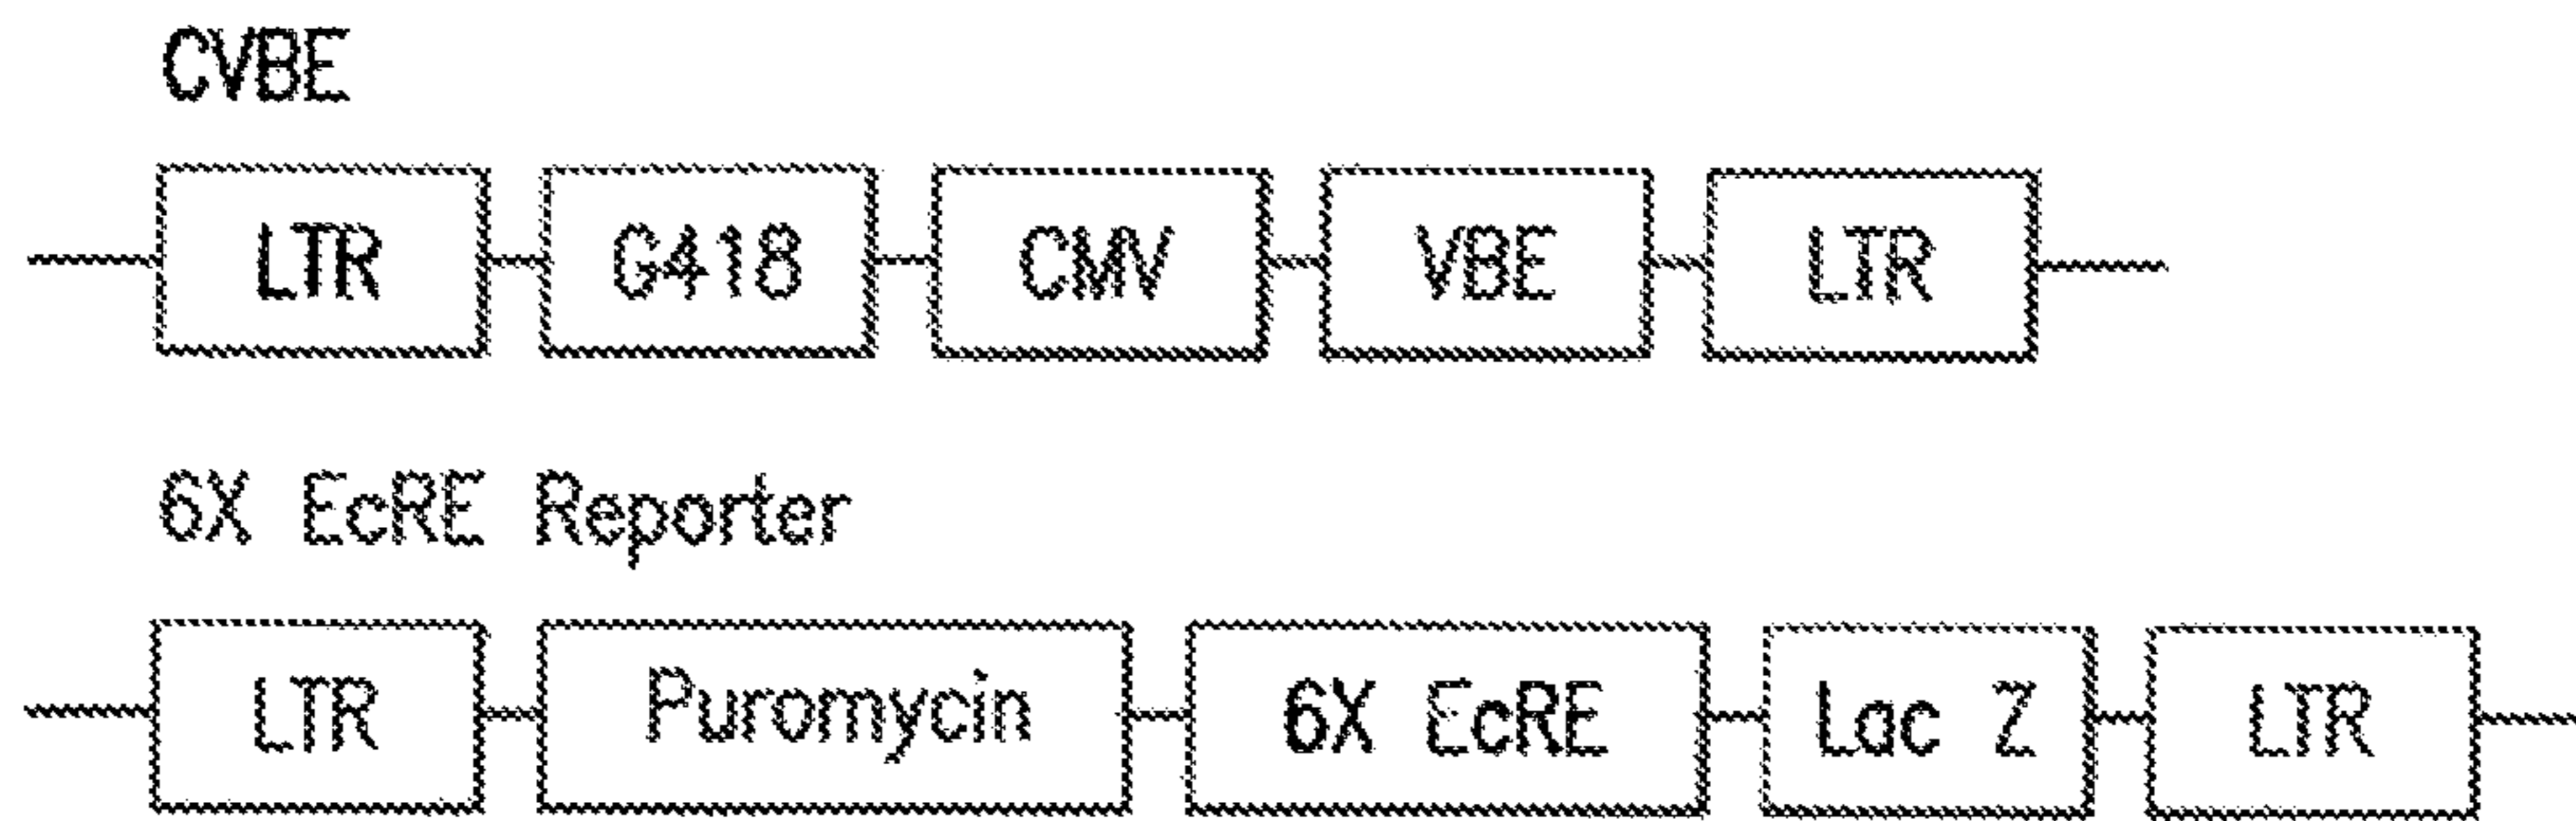 CVBE
LTR G418 CMV VBE LTR
6X EcRE Reporter
LTR Puromycin 6X EcRE Lac Z LTR